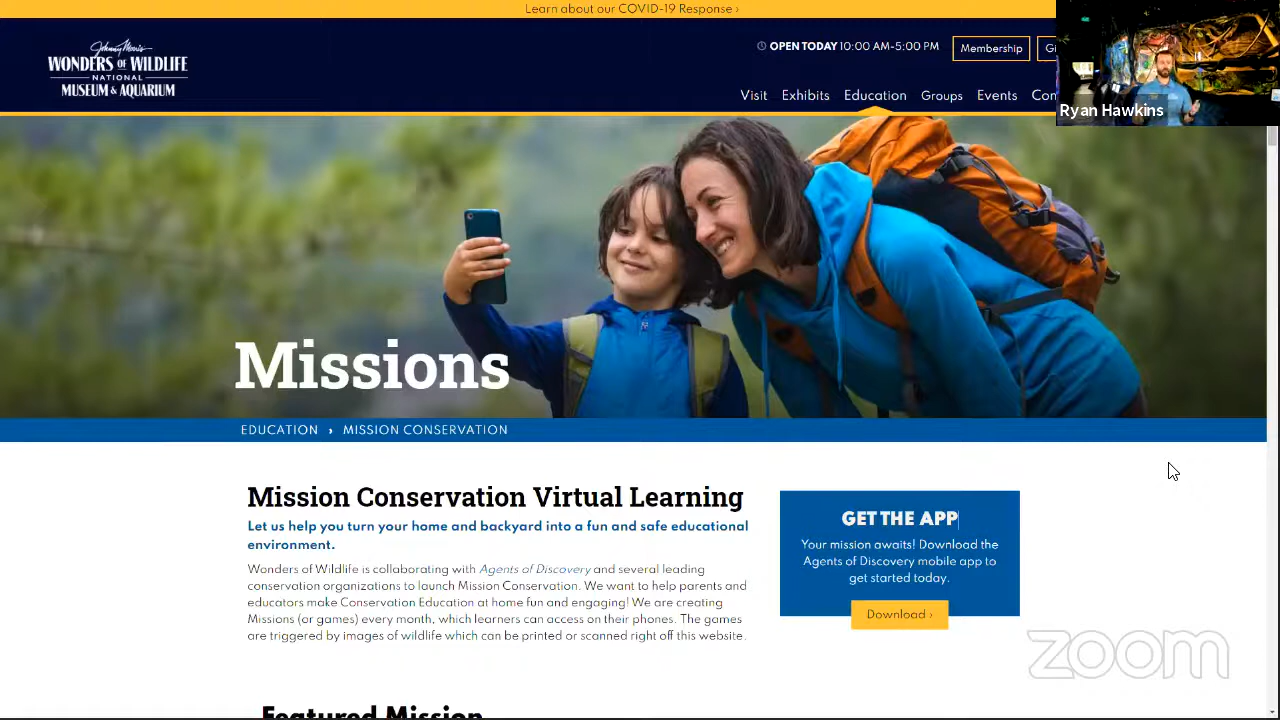 Learn about our COVID-19 Response ›
Johnny Morris
WONDERS OF WILDLIFE
NATIONAL
MUSEUM & AQUARIUM
OPEN TODAY 10:00 AM-5:00 PM
Membership
Gi
Visit Exhibits Education Groups Events Con
Ryan Hawkins
Missions
EDUCATION › MISSION CONSERVATION
Mission Conservation Virtual Learning
Let us help you turn your home and backyard into a fun and safe educational
environment.
Wonders of Wildlife is collaborating with Agents of Discovery and several leading
conservation organizations to launch Mission Conservation. We want to help parents and
educators make Conservation Education at home fun and engaging! We are creating
Missions (or games) every month, which learners can access on their phones. The games
are triggered by images of wildlife which can be printed or scanned right off this website.
GET THE APP
Your mission awaits! Download the
Agents of Discovery mobile app to
get started today.
Download ›
zoom
Featured Mission